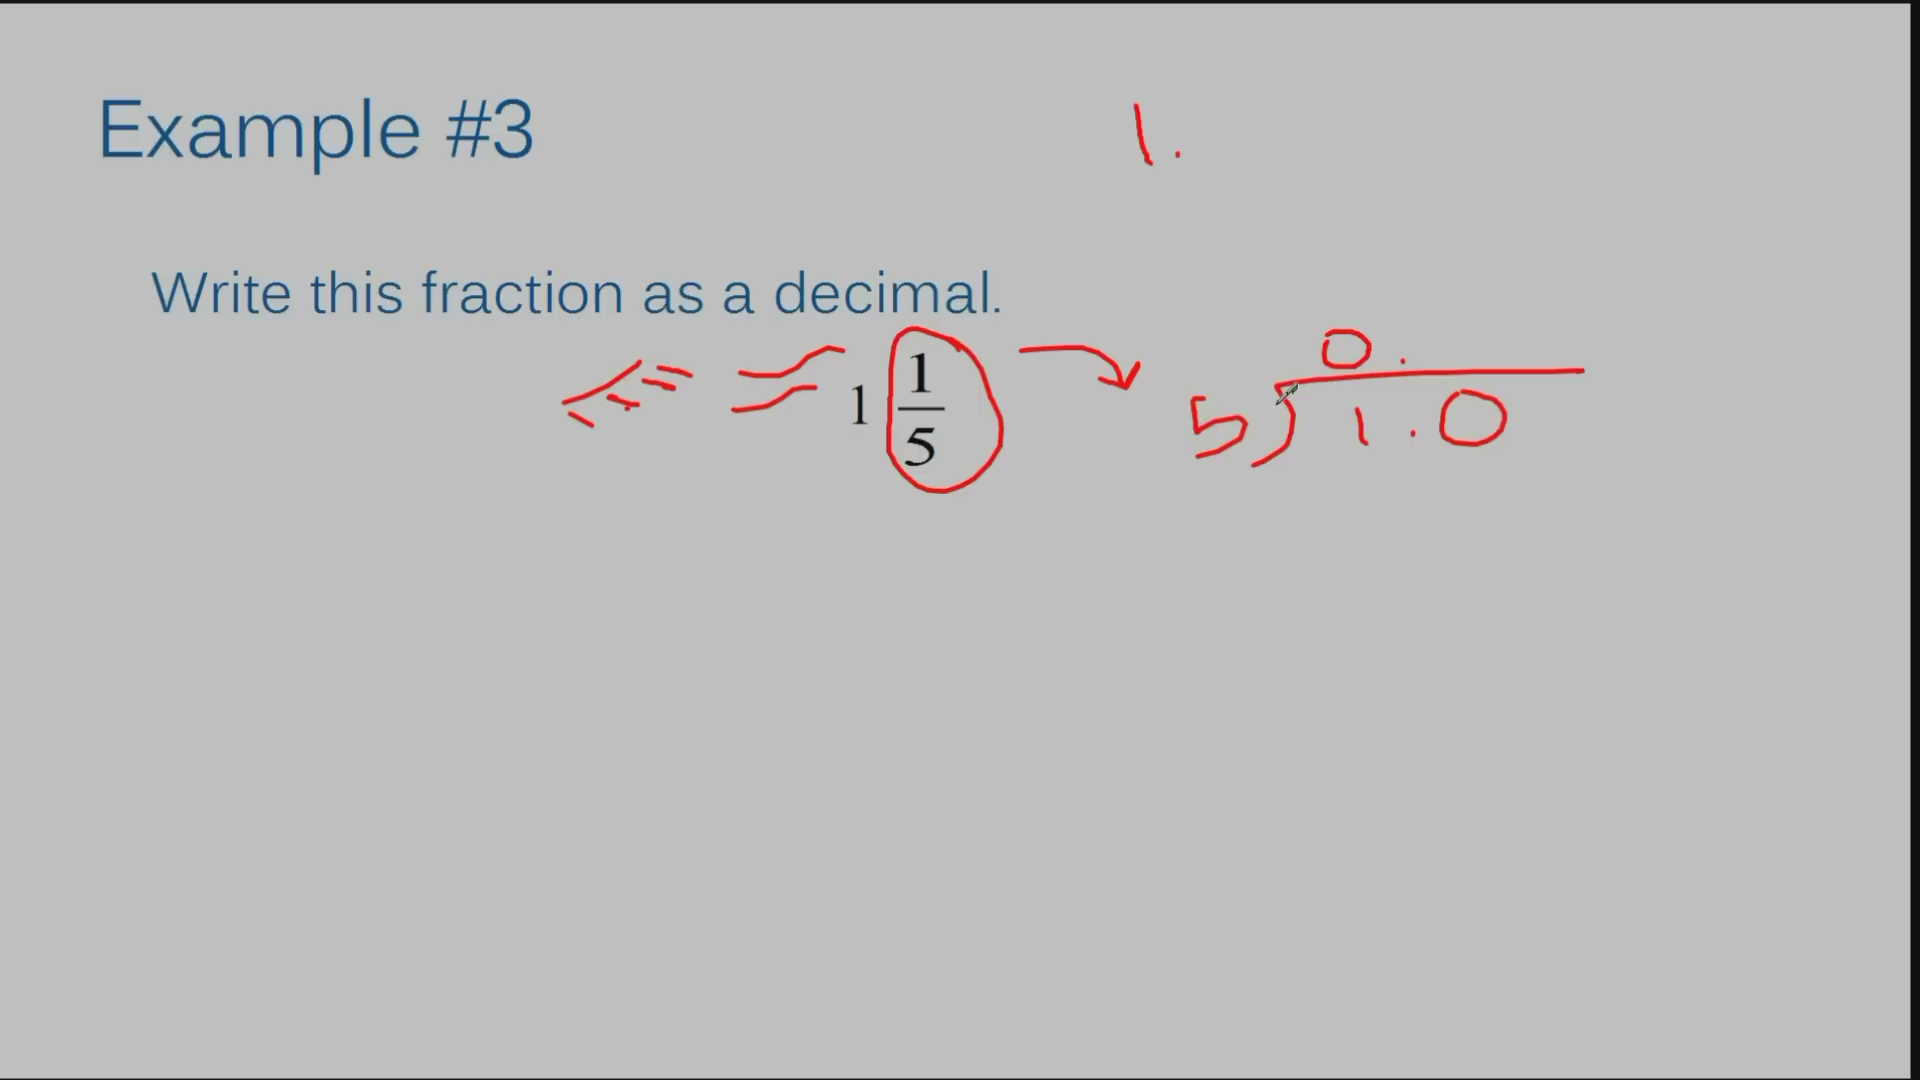 Example #3
1.
Write this fraction as a decimal.
1 1/5
0.
5 1.0